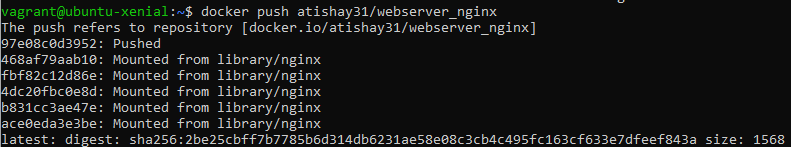 vagrant@ubuntu-xenial:~$ docker push atishay31/webserver_nginx
The push refers to repository [docker.io/atishay31/webserver_nginx]
97e08c0d3952: Pushed
468af79aab10: Mounted from library/nginx
fbf82c12d86e: Mounted from library/nginx
4dc20fbc0e8d: Mounted from library/nginx
b831cc3ae47e: Mounted from library/nginx
ace0eda3e3be: Mounted from library/nginx
latest: digest: sha256:2be25cbff7b7785b6d314db6231ae58e08c3cb4c495fc163cf633e7dfeef843a size: 1568